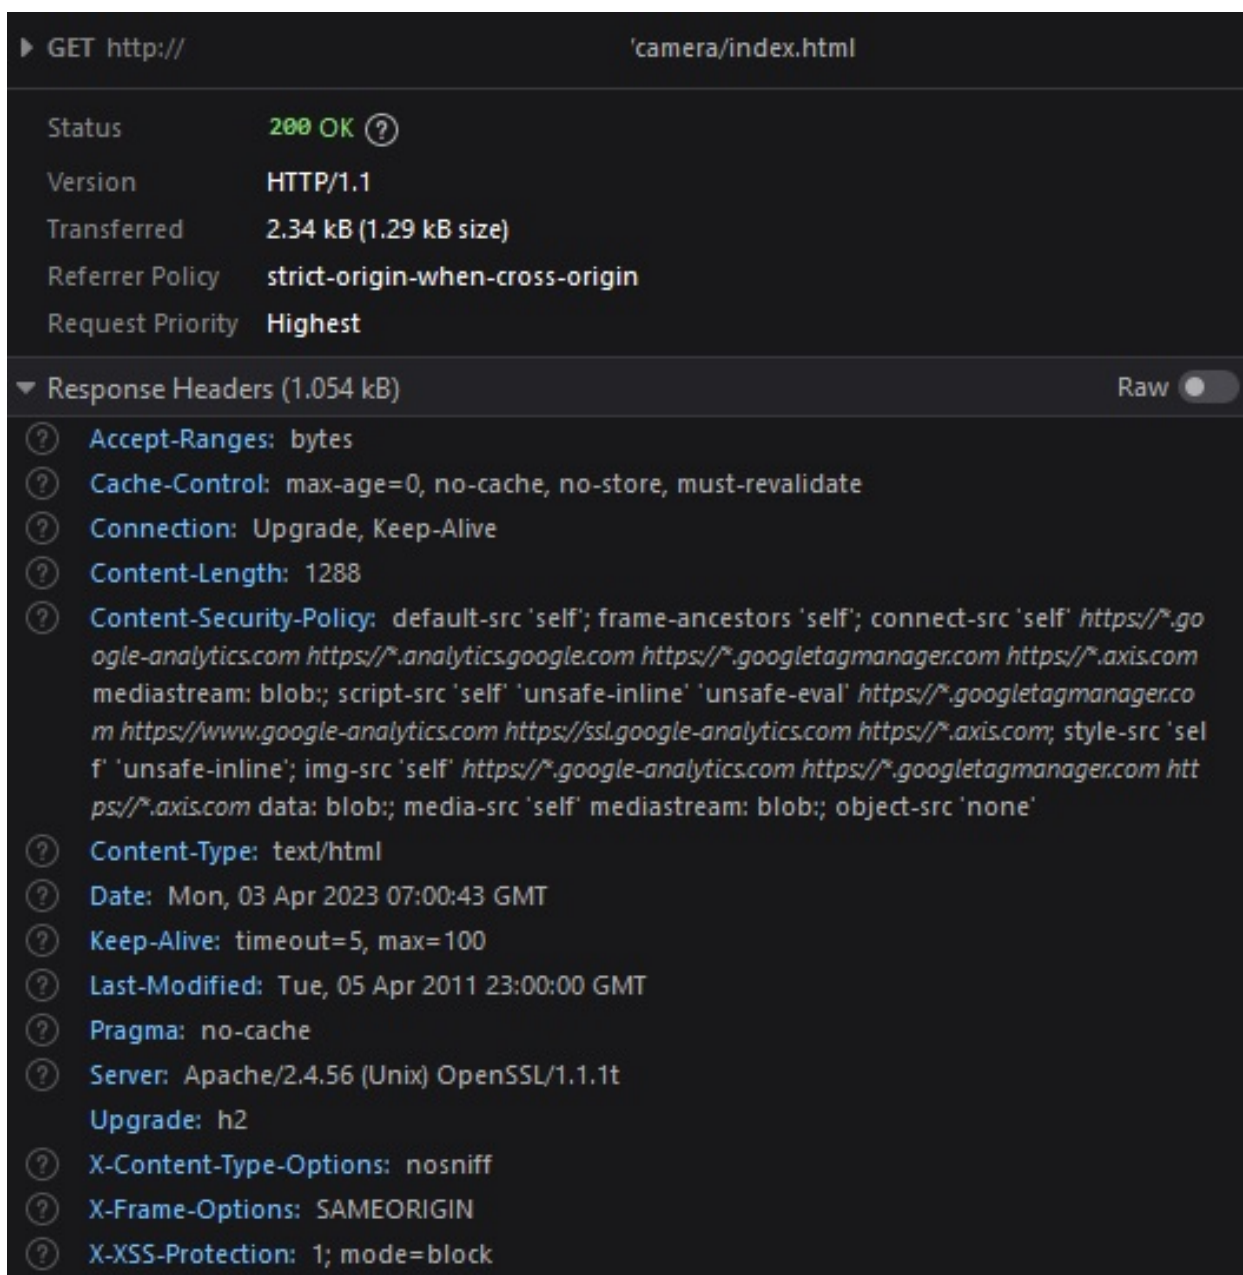 GET http:// 'camera/index.html
Status 200 OK ?
Version HTTP/1.1
Transferred 2.34 kB (1.29 kB size)
Referrer Policy strict-origin-when-cross-origin
Request Priority Highest
Response Headers (1.054 kB) Raw
? Accept-Ranges: bytes
? Cache-Control: max-age=0, no-cache, no-store, must-revalidate
? Connection: Upgrade, Keep-Alive
? Content-Length: 1288
? Content-Security-Policy: default-src 'self'; frame-ancestors 'self'; connect-src 'self' https://*.go
ogle-analytics.com https://*.analytics.google.com https://*.googletagmanager.com https://*.axis.com
mediastream: blob:; script-src 'self' 'unsafe-inline' 'unsafe-eval' https://*.googletagmanager.co
m https://www.google-analytics.com https://ssl.google-analytics.com https://*.axis.com; style-src 'sel
f' 'unsafe-inline'; img-src 'self' https://*.google-analytics.com https://*.googletagmanager.com htt
ps://*.axis.com data: blob:; media-src 'self' mediastream: blob:; object-src 'none'
? Content-Type: text/html
? Date: Mon, 03 Apr 2023 07:00:43 GMT
? Keep-Alive: timeout=5, max=100
? Last-Modified: Tue, 05 Apr 2011 23:00:00 GMT
? Pragma: no-cache
? Server: Apache/2.4.56 (Unix) OpenSSL/1.1.1t
Upgrade: h2
? X-Content-Type-Options: nosniff
? X-Frame-Options: SAMEORIGIN
? X-XSS-Protection: 1; mode=block